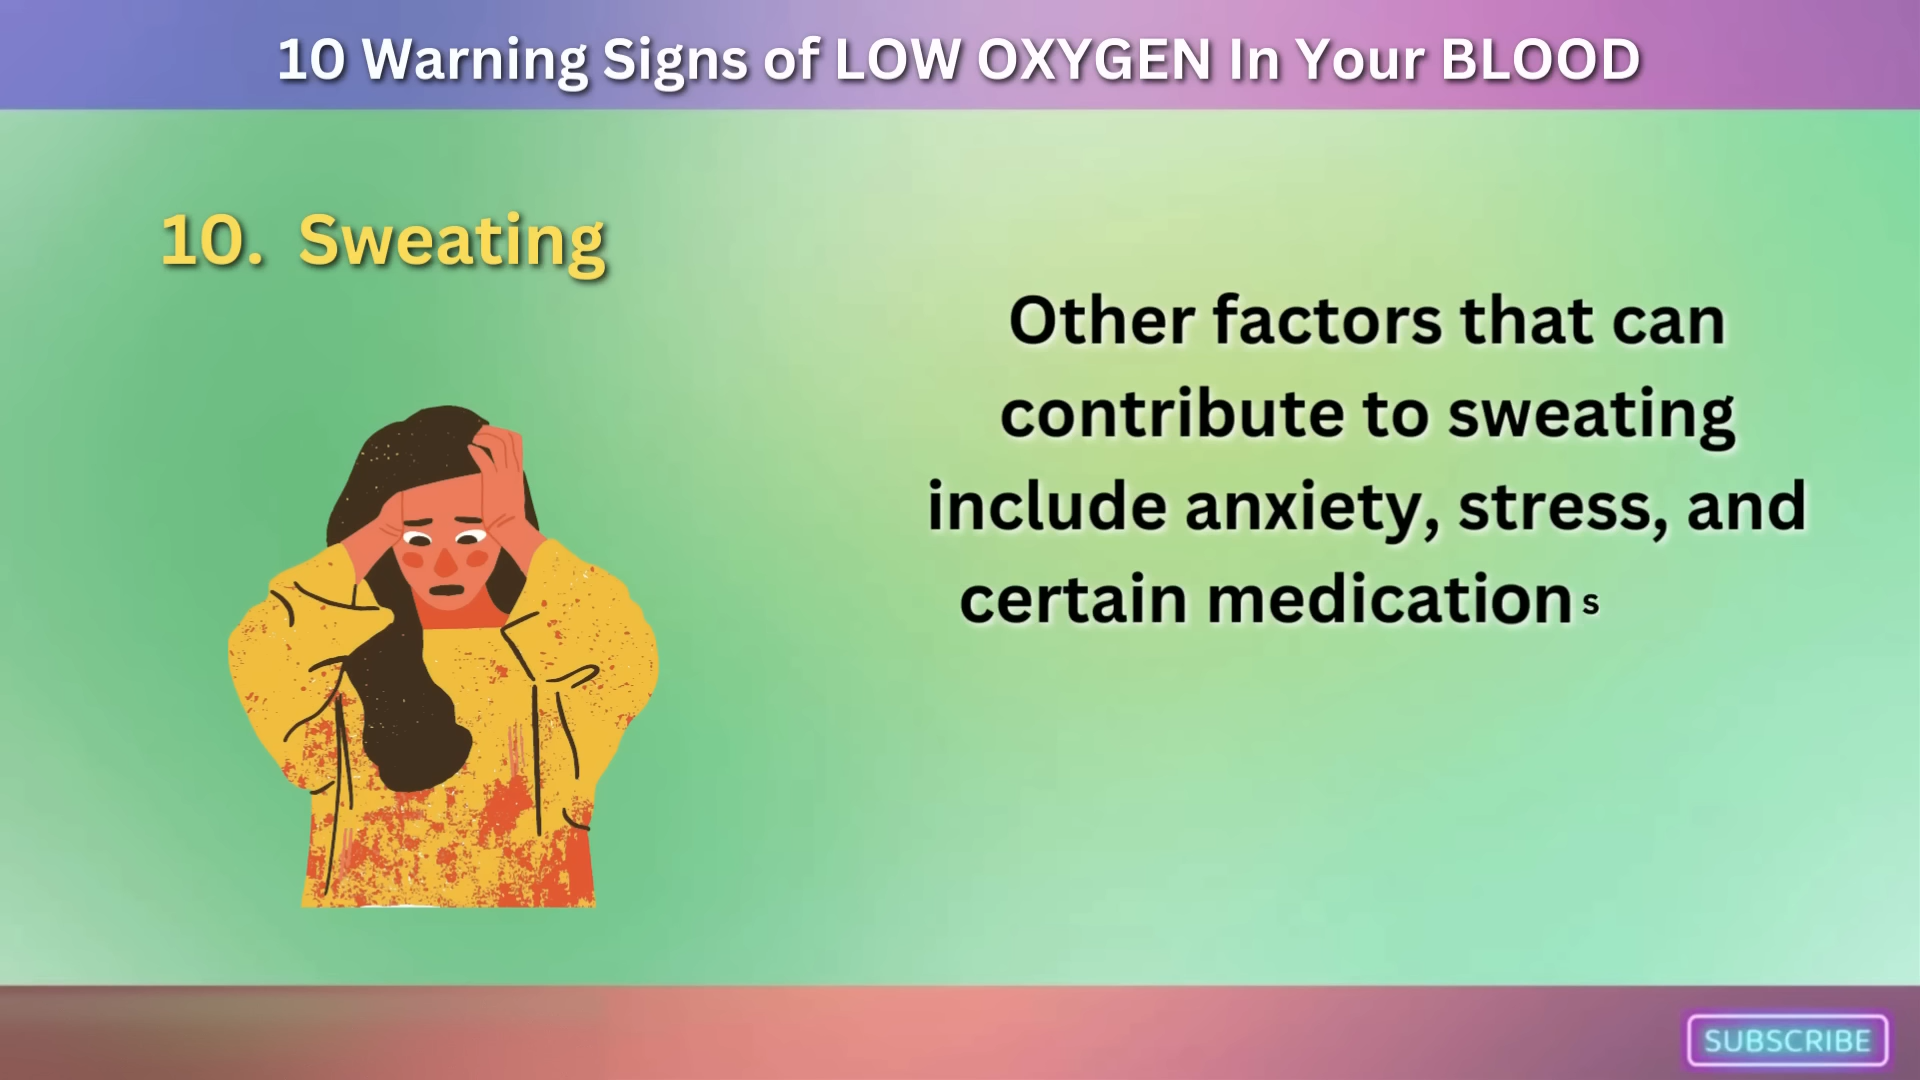 10 Warning Signs of LOW OXYGEN In Your BLOOD
10. Sweating
Other factors that can
contribute to sweating
include anxiety, stress, and
certain medications
SUBSCRIBE